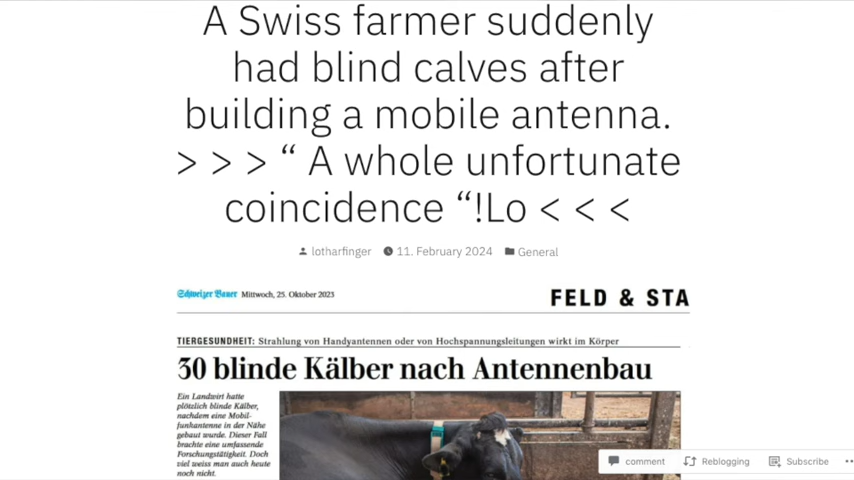 A Swiss farmer suddenly
had blind calves after
building a mobile antenna.
> > > “ A whole unfortunate
coincidence “!Lo < < <
lotharfinger 11. February 2024 General
Schweizer Bauer Mittwoch, 25. Oktober 2023
FELD & STA
TIERGESUNDHEIT: Strahlung von Handyantennen oder von Hochspannungsleitungen wirkt im Körper
30 blinde Kälber nach Antennenbau
Ein Landwirt hatte
plötzlich blinde Kälber,
nachdem eine Mobil-
funkantenne in der Nähe
gebaut wurde. Dieser Fall
brachte eine umfassende
Forschungstätigkeit. Doch
viel weiss man auch heute
noch nicht.
comment Reblogging Subscribe ...